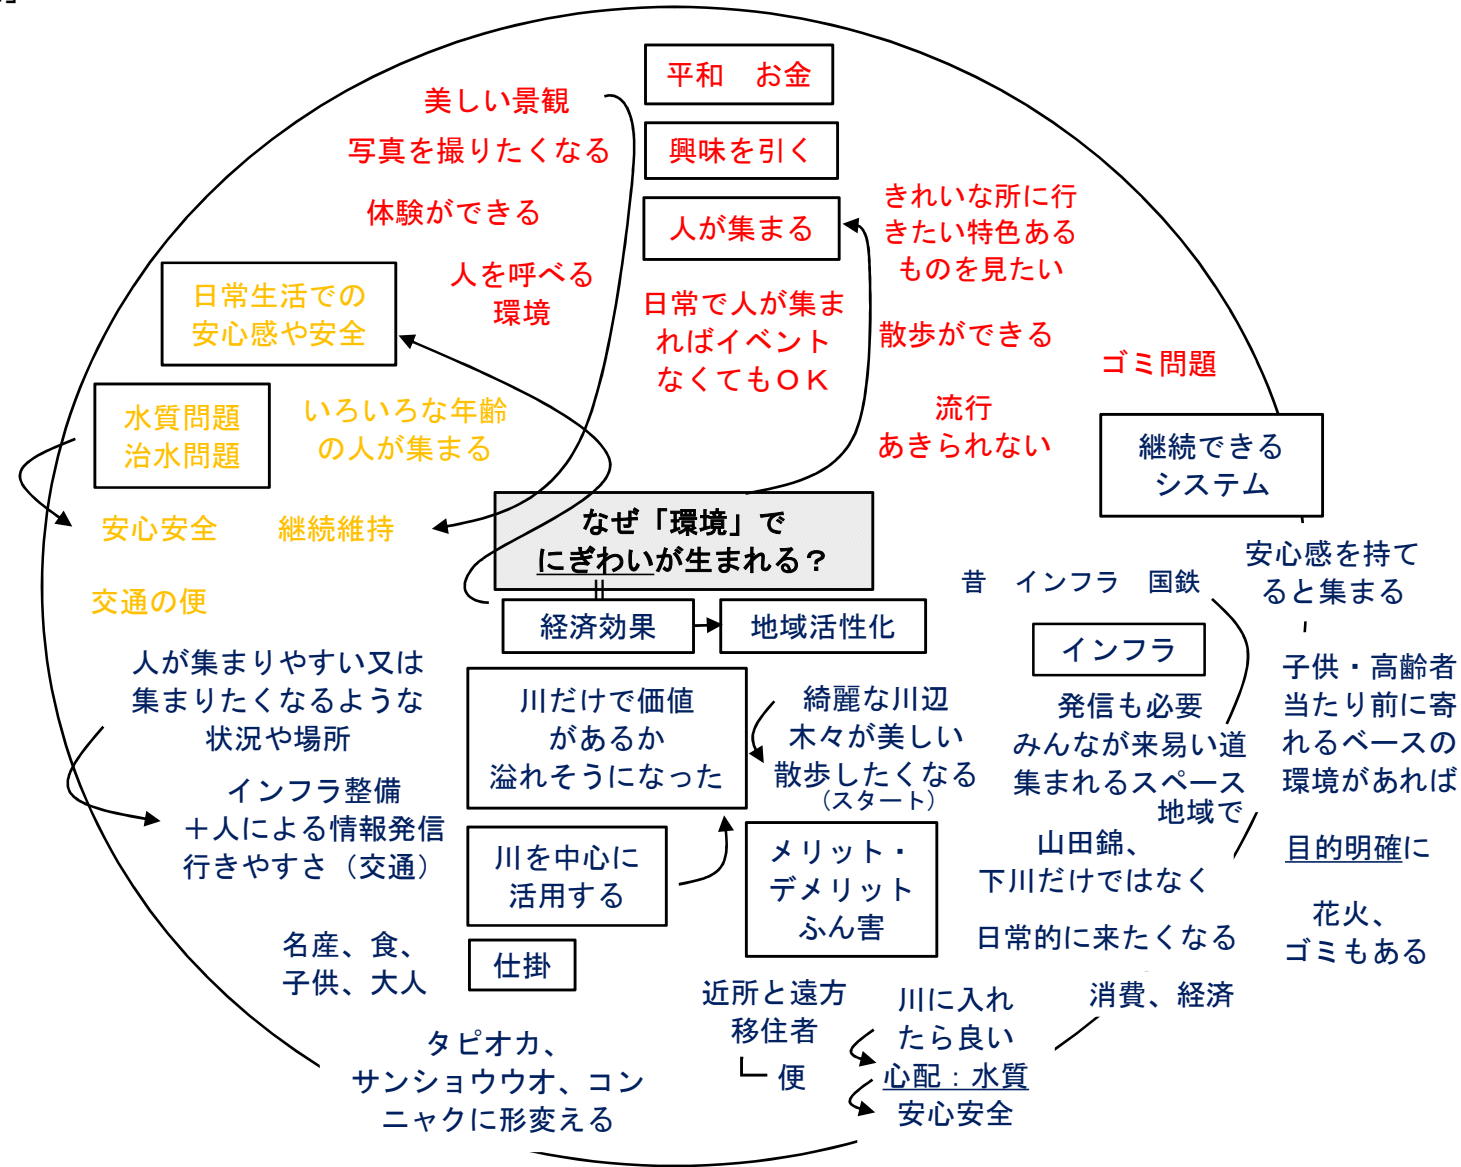 平和　お金
美しい景観
写真を撮りたくなる
興味を引く
体験ができる
人が集まる
きれいな所に行
きたい特色ある
ものを見たい
人を呼べる
環境
日常生活での
安心感や安全
日常で人が集ま
ればイベント
なくてもＯＫ
散歩ができる
ゴミ問題
水質問題
治水問題
いろいろな年齢
の人が集まる
流行
あきられない
継続できる
システム
安心安全
継続維持
なぜ「環境」で
にぎわいが生まれる？
安心感を持て
ると集まる
昔　インフラ　国鉄
交通の便
経済効果
地域活性化
インフラ
人が集まりやすい又は
集まりたくなるような
状況や場所
川だけで価値
があるか
溢れそうになった
綺麗な川辺
木々が美しい
散歩したくなる
（スタート）
発信も必要
みんなが来易い道
集まれるスペース
地域で
子供・高齢者
当たり前に寄
れるベースの
環境があれば
インフラ整備
＋人による情報発信
行きやすさ（交通）
川を中心に
活用する
メリット・
デメリット
ふん害
山田錦、
下川だけではなく
目的明確に
日常的に来たくなる
花火、
ゴミもある
名産、食、
子供、大人
仕掛
近所と遠方
移住者
便
川に入れ
たら良い
心配：水質
安心安全
消費、経済
タピオカ、
サンショウウオ、コン
ニャクに形変える